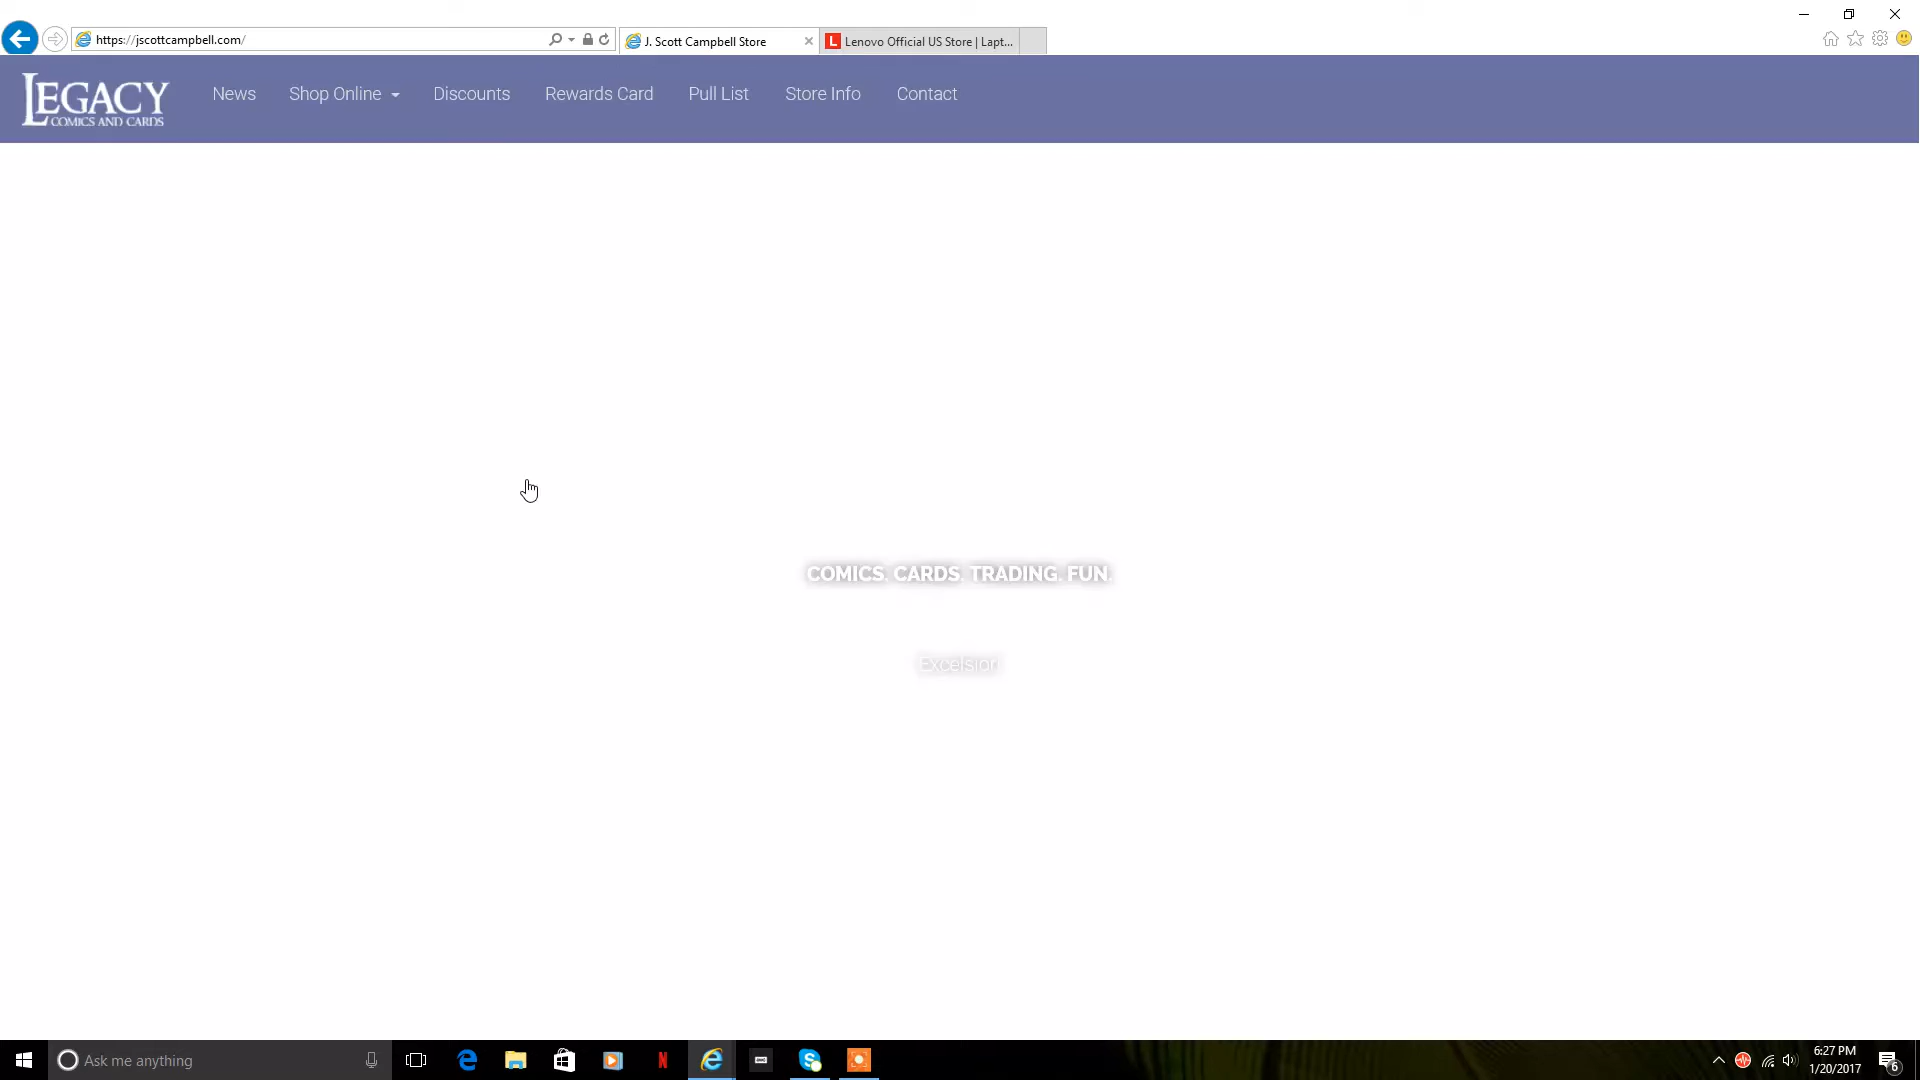 https://jscottcampbell.com/
J. Scott Campbell Store
Lenovo Official US Store | Lapt...
LEGACY
COMICS AND CARDS
News
Shop Online
Discounts
Rewards Card
Pull List
Store Info
Contact
COMICS. CARDS. TRADING. FUN.
Excelsior!
Ask me anything
6:27 PM
1/20/2017
6